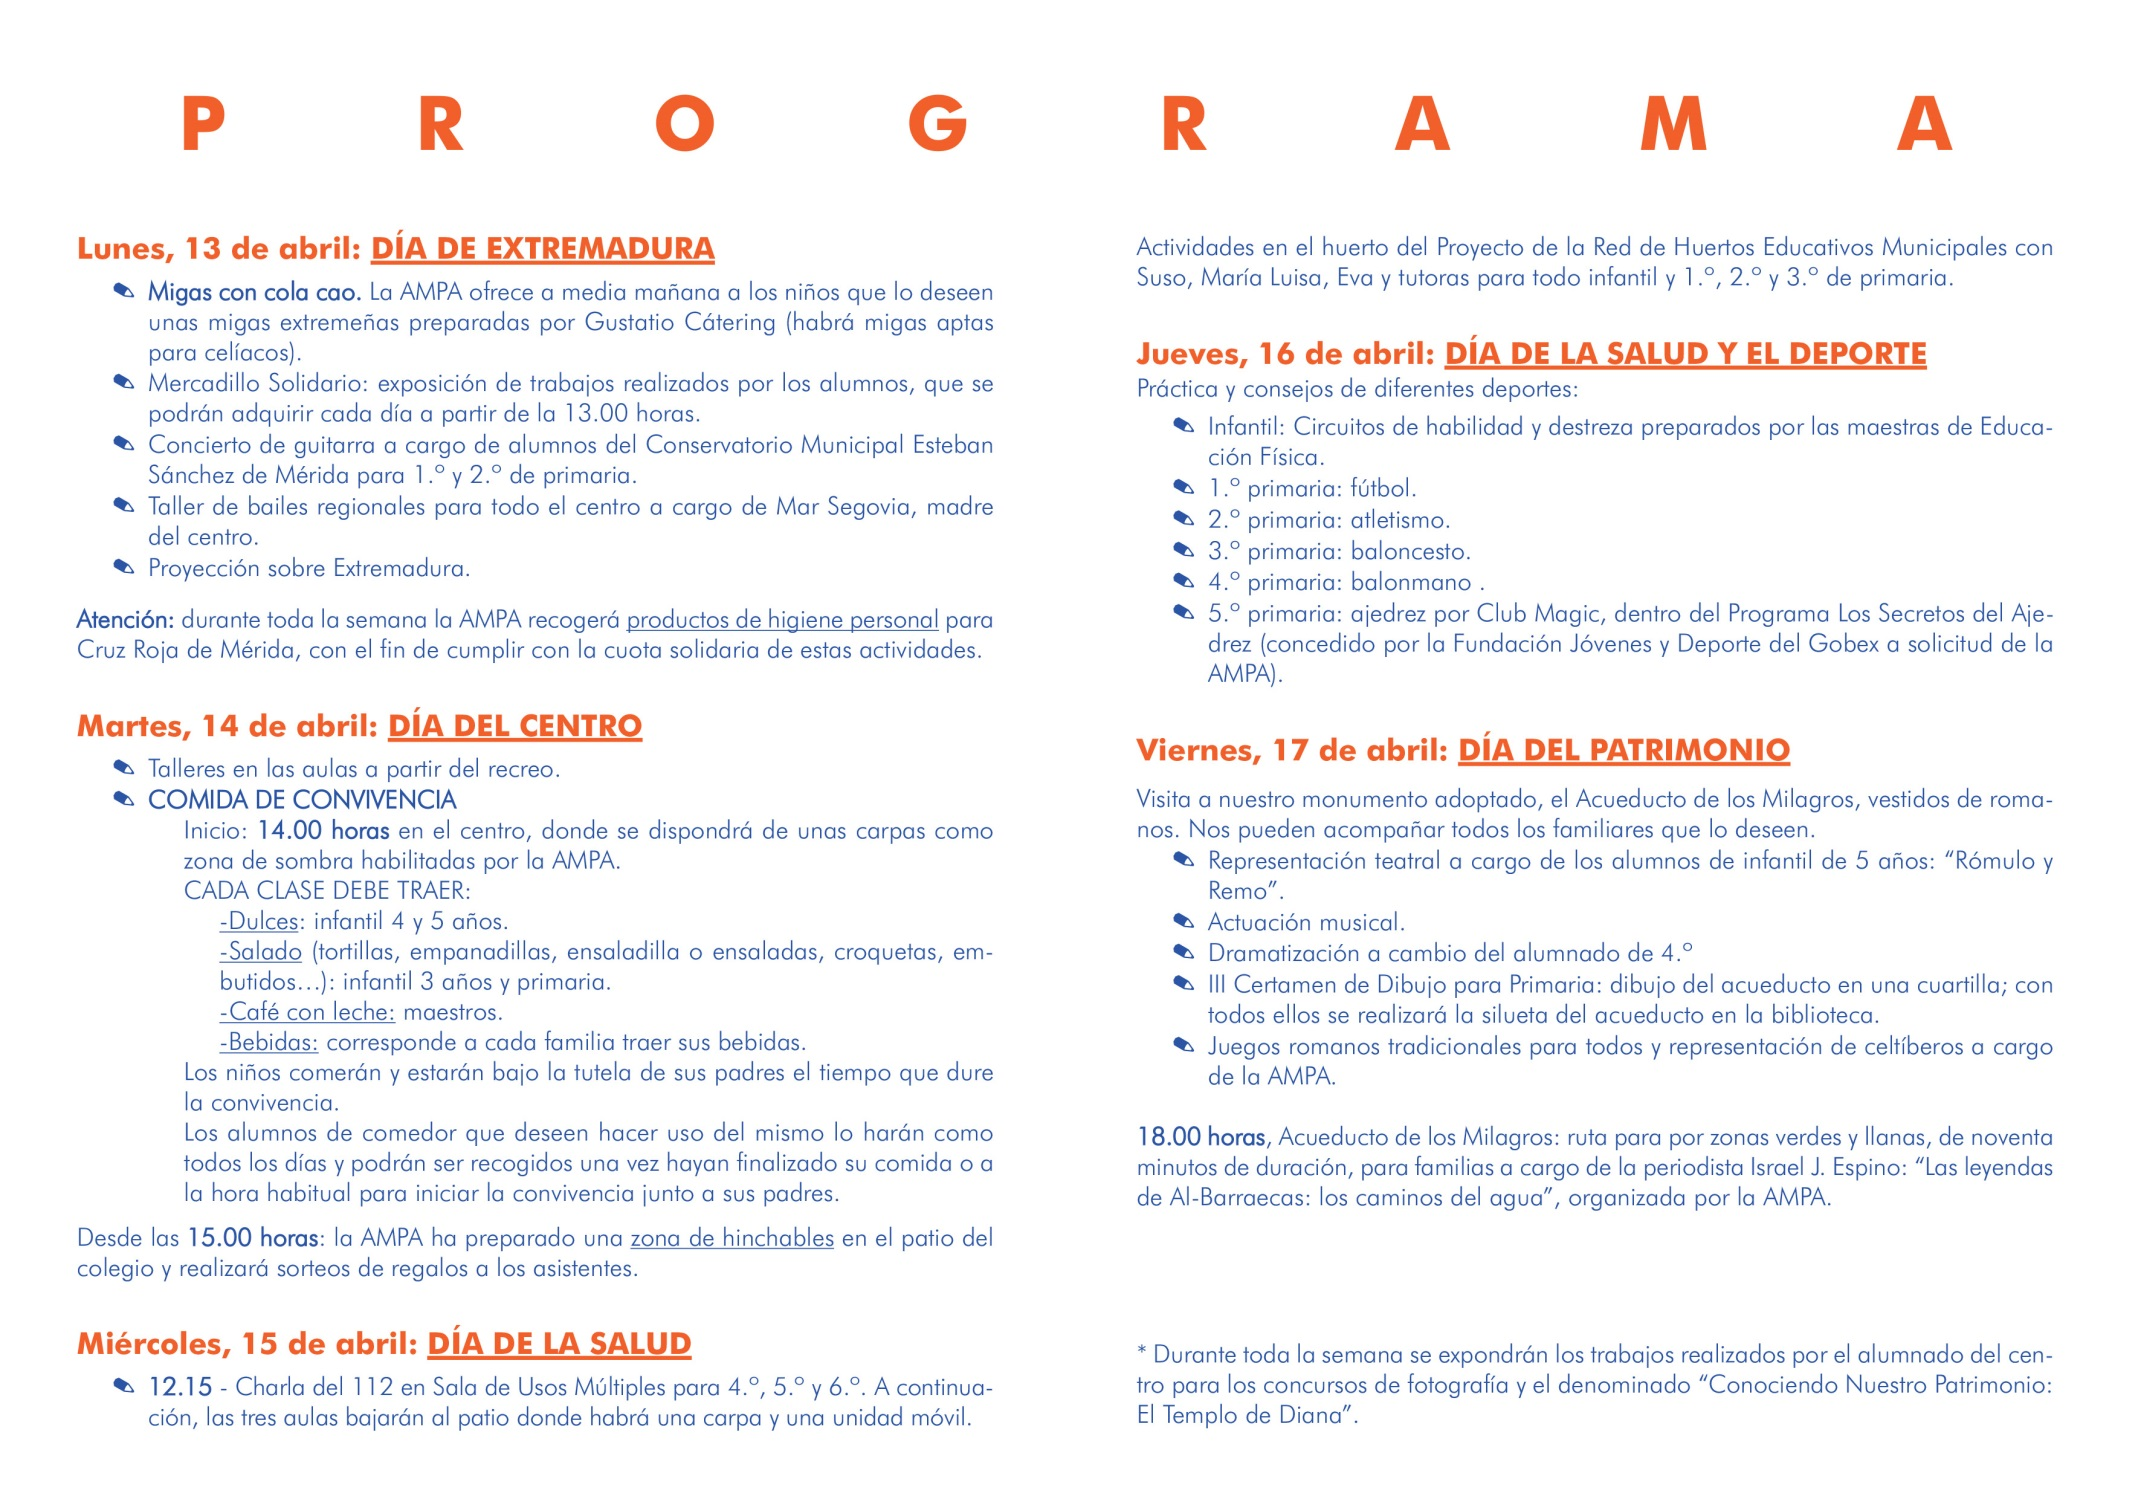 P R O G R A M A
Lunes, 13 de abril: DÍA DE EXTREMADURA
Migas con cola cao. La AMPA ofrece a media mañana a los niños que lo deseen
unas migas extremeñas preparadas por Gustatio Cátering (habrá migas aptas
para celíacos).
Mercadillo Solidario: exposición de trabajos realizados por los alumnos, que se
podrán adquirir cada día a partir de la 13.00 horas.
Concierto de guitarra a cargo de alumnos del Conservatorio Municipal Esteban
Sánchez de Mérida para 1.º y 2.º de primaria.
Taller de bailes regionales para todo el centro a cargo de Mar Segovia, madre
del centro.
Proyección sobre Extremadura.
Atención: durante toda la semana la AMPA recogerá productos de higiene personal para
Cruz Roja de Mérida, con el fin de cumplir con la cuota solidaria de estas actividades.
Martes, 14 de abril: DÍA DEL CENTRO
Talleres en las aulas a partir del recreo.
COMIDA DE CONVIVENCIA
Inicio: 14.00 horas en el centro, donde se dispondrá de unas carpas como
zona de sombra habilitadas por la AMPA.
CADA CLASE DEBE TRAER:
-Dulces: infantil 4 y 5 años.
-Salado (tortillas, empanadillas, ensaladilla o ensaladas, croquetas, em-
butidos...): infantil 3 años y primaria.
-Café con leche: maestros.
-Bebidas: corresponde a cada familia traer sus bebidas.
Los niños comerán y estarán bajo la tutela de sus padres el tiempo que dure
la convivencia.
Los alumnos de comedor que deseen hacer uso del mismo lo harán como
todos los días y podrán ser recogidos una vez hayan finalizado su comida o a
la hora habitual para iniciar la convivencia junto a sus padres.
Desde las 15.00 horas: la AMPA ha preparado una zona de hinchables en el patio del
colegio y realizará sorteos de regalos a los asistentes.
Miércoles, 15 de abril: DÍA DE LA SALUD
12.15 - Charla del 112 en Sala de Usos Múltiples para 4.º, 5.º y 6.º. A continua-
ción, las tres aulas bajarán al patio donde habrá una carpa y una unidad móvil.
Actividades en el huerto del Proyecto de la Red de Huertos Educativos Municipales con
Suso, María Luisa, Eva y tutoras para todo infantil y 1.º, 2.º y 3.º de primaria.
Jueves, 16 de abril: DÍA DE LA SALUD Y EL DEPORTE
Práctica y consejos de diferentes deportes:
Infantil: Circuitos de habilidad y destreza preparados por las maestras de Educa-
ción Física.
1.º primaria: fútbol.
2.º primaria: atletismo.
3.º primaria: baloncesto.
4.º primaria: balonmano .
5.º primaria: ajedrez por Club Magic, dentro del Programa Los Secretos del Aje-
drez (concedido por la Fundación Jóvenes y Deporte del Gobex a solicitud de la
AMPA).
Viernes, 17 de abril: DÍA DEL PATRIMONIO
Visita a nuestro monumento adoptado, el Acueducto de los Milagros, vestidos de roma-
nos. Nos pueden acompañar todos los familiares que lo deseen.
Representación teatral a cargo de los alumnos de infantil de 5 años: “Rómulo y
Remo”.
Actuación musical.
Dramatización a cambio del alumnado de 4.º
III Certamen de Dibujo para Primaria: dibujo del acueducto en una cuartilla; con
todos ellos se realizará la silueta del acueducto en la biblioteca.
Juegos romanos tradicionales para todos y representación de celtíberos a cargo
de la AMPA.
18.00 horas, Acueducto de los Milagros: ruta para por zonas verdes y llanas, de noventa
minutos de duración, para familias a cargo de la periodista Israel J. Espino: “Las leyendas
de Al-Barraecas: los caminos del agua”, organizada por la AMPA.
* Durante toda la semana se expondrán los trabajos realizados por el alumnado del cen-
tro para los concursos de fotografía y el denominado “Conociendo Nuestro Patrimonio:
El Templo de Diana”.